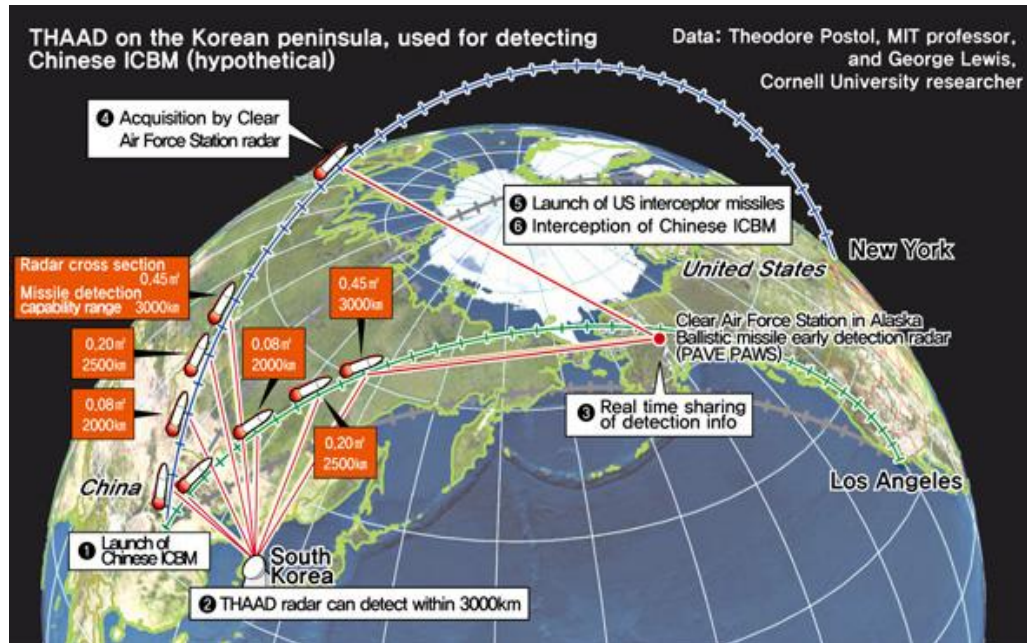 THAAD on the Korean peninsula, used for detecting
Chinese ICBM (hypothetical)
Data: Theodore Postol, MIT professor,
and George Lewis,
Cornell University researcher
❹ Acquisition by Clear
Air Force Station radar
❺ Launch of US interceptor missiles
❻ Interception of Chinese ICBM
New York
United States
Radar cross section
0,45㎡
Missile detection
capability range 3000㎞
0,45㎡
3000㎞
0,20㎡
2500㎞
0,08㎡
2000㎞
Clear Air Force Station in Alaska
Ballistic missile early detection radar
(PAVE PAWS)
0,08㎡
2000㎞
❸ Real time sharing
of detection info
0,20㎡
2500㎞
China
Los Angeles
❶ Launch of
Chinese ICBM
South
Korea
❷ THAAD radar can detect within 3000km